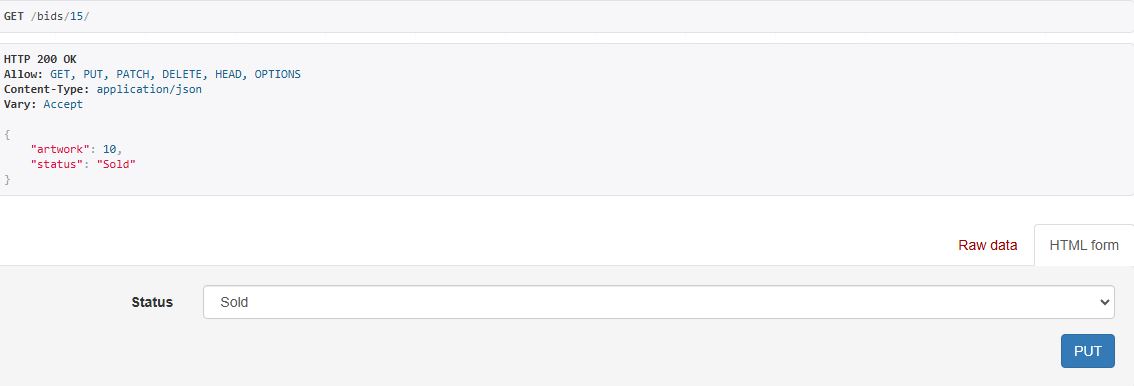 GET /bids/15/
HTTP 200 OK
Allow: GET, PUT, PATCH, DELETE, HEAD, OPTIONS
Content-Type: application/json
Vary: Accept
{
    "artwork": 10,
    "status": "Sold"
}
Raw data HTML form
Status Sold
PUT